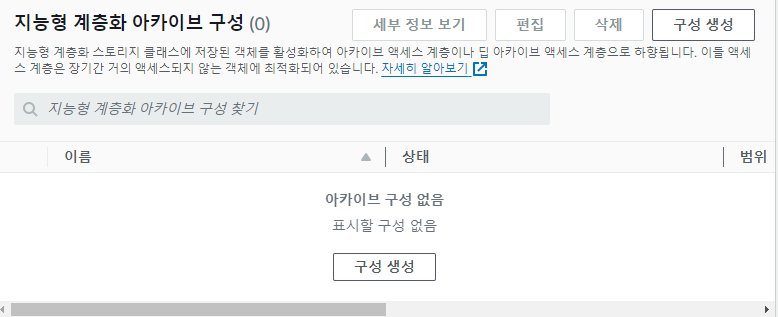 지능형 계층화 아카이브 구성 (0) 세부 정보 보기 편집 삭제 구성 생성
지능형 계층화 스토리지 클래스에 저장된 객체를 활성화하여 아카이브 액세스 계층이나 딥 아카이브 액세스 계층으로 하향됩니다. 이들 액세
스 계층은 장기간 거의 액세스되지 않는 객체에 최적화되어 있습니다. 자세히 알아보기
지능형 계층화 아카이브 구성 찾기
이름 상태 범위
아카이브 구성 없음
표시할 구성 없음
구성 생성